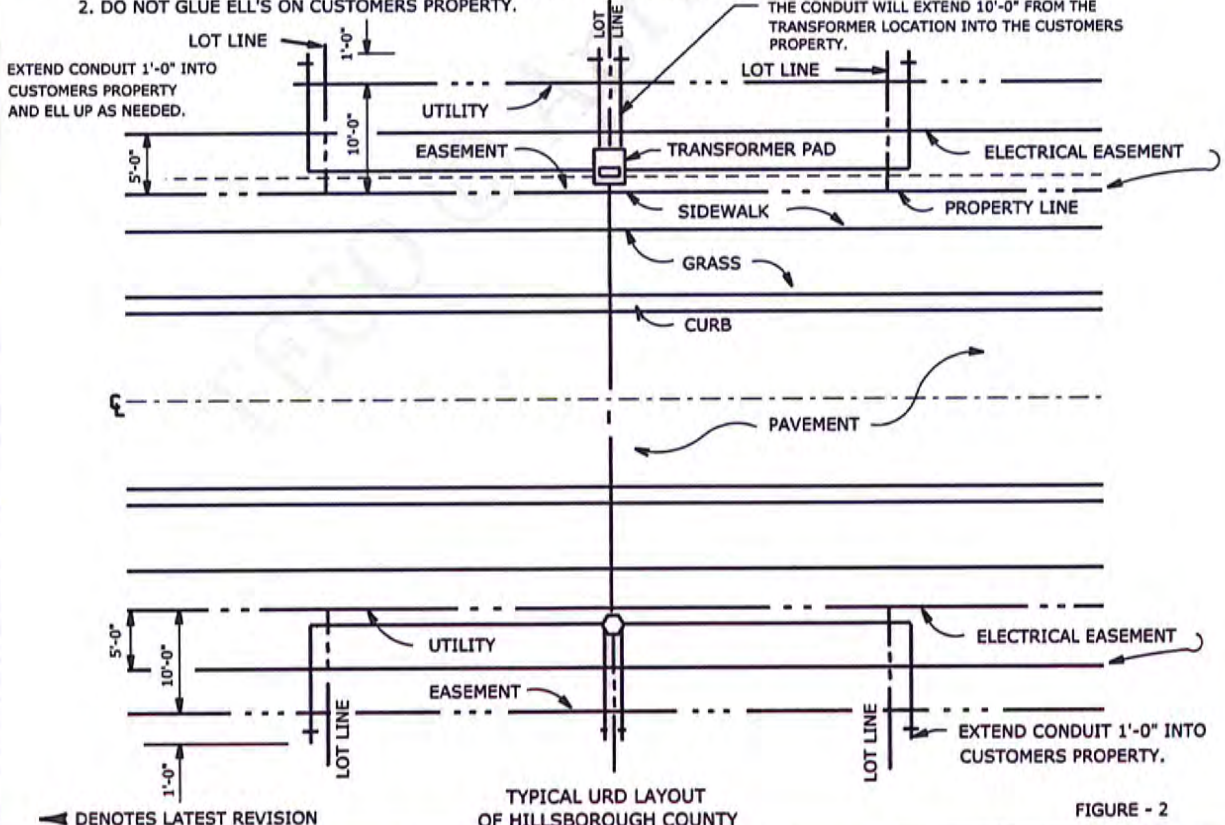 2. DO NOT GLUE ELL'S ON CUSTOMERS PROPERTY.
THE CONDUIT WILL EXTEND 10'-0" FROM THE
TRANSFORMER LOCATION INTO THE CUSTOMERS
PROPERTY.
LOT LINE
LOT LINE
1'-0"
LOT LINE
EXTEND CONDUIT 1'-0" INTO
CUSTOMERS PROPERTY
AND ELL UP AS NEEDED.
UTILITY
10'-0"
5'-0"
EASEMENT
TRANSFORMER PAD
ELECTRICAL EASEMENT
SIDEWALK
PROPERTY LINE
GRASS
CURB
℄
PAVEMENT
5'-0"
10'-0"
UTILITY
ELECTRICAL EASEMENT
EASEMENT
LOT LINE
LOT LINE
EXTEND CONDUIT 1'-0" INTO
CUSTOMERS PROPERTY.
1'-0"
TYPICAL URD LAYOUT
OF HILLSBOROUGH COUNTY
DENOTES LATEST REVISION
FIGURE - 2